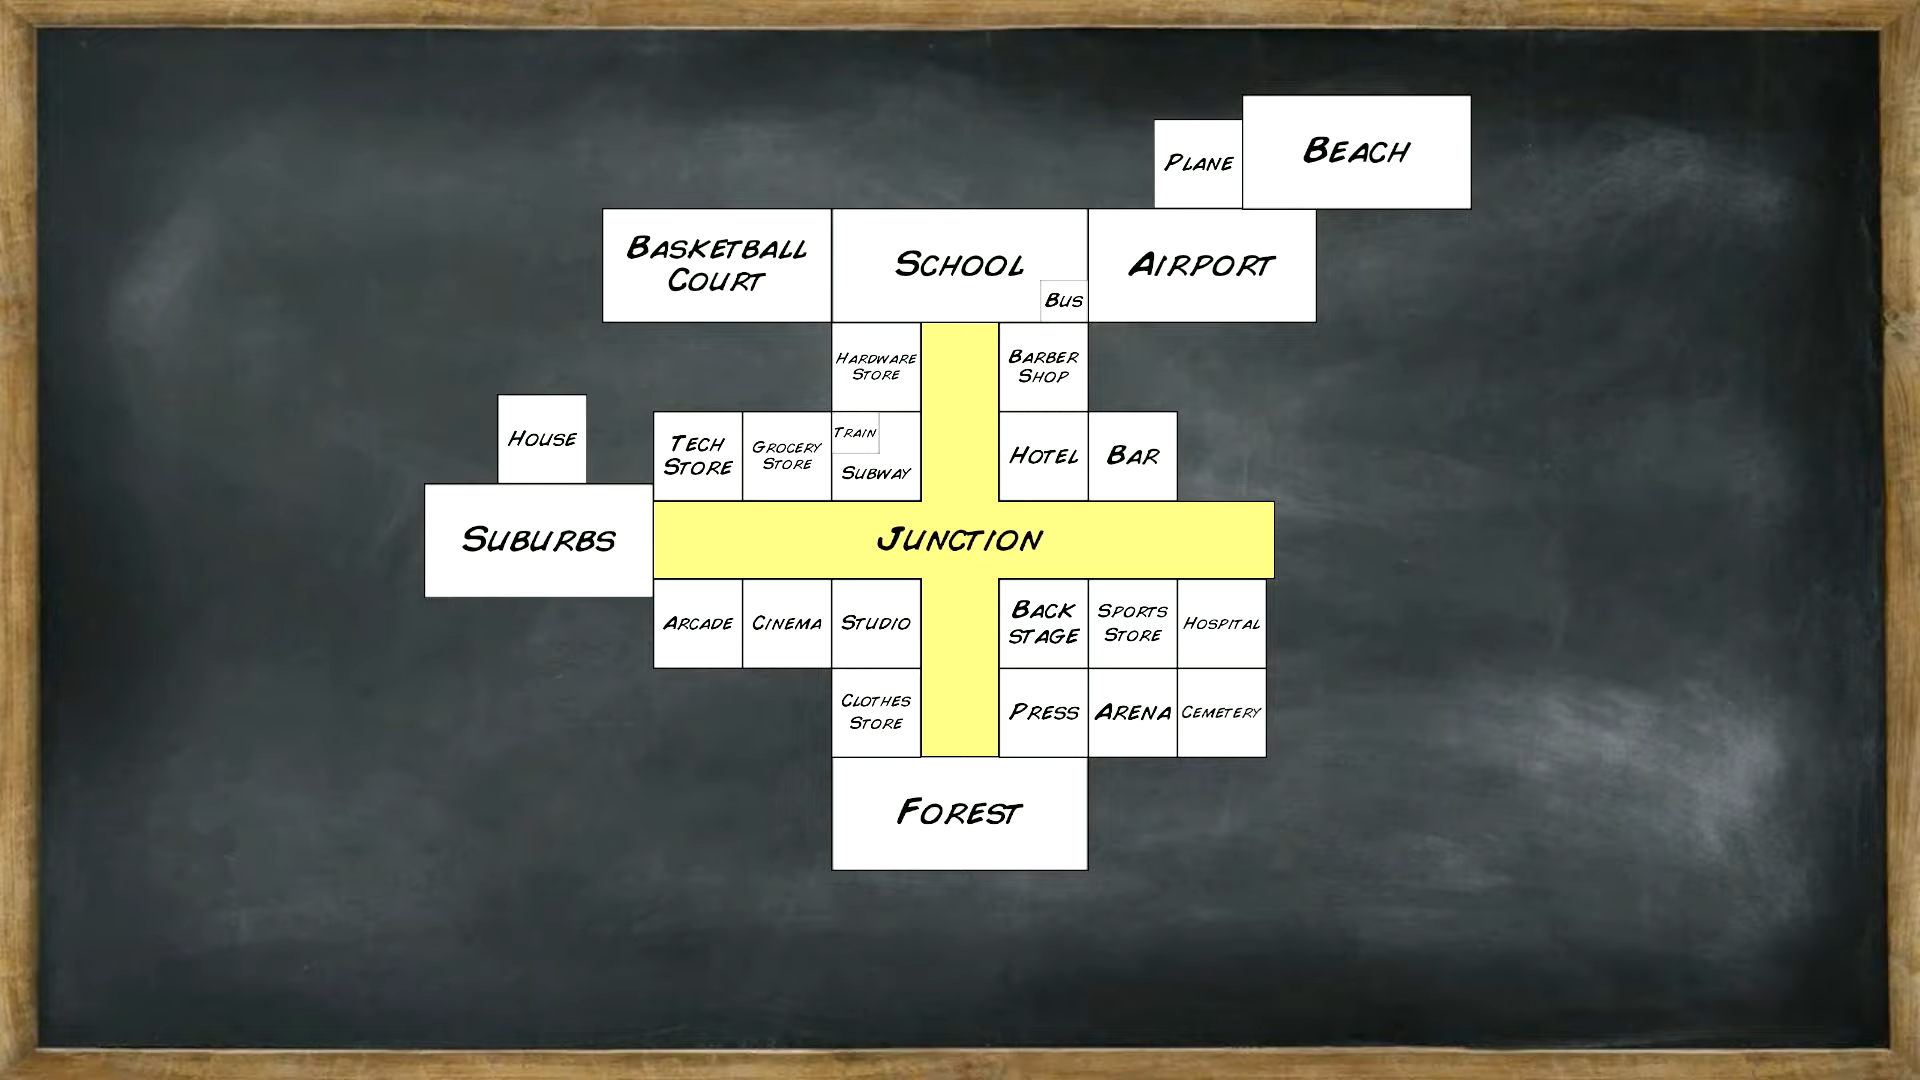 Beach
Plane
Basketball
Court
School
Airport
Bus
Hardware
Store
Barber
Shop
House
Tech
Store
Grocery
Store
Train
Subway
Hotel
Bar
Suburbs
Junction
Arcade
Cinema
Studio
Back
stage
Sports
Store
Hospital
Clothes
Store
Press
Arena
Cemetery
Forest